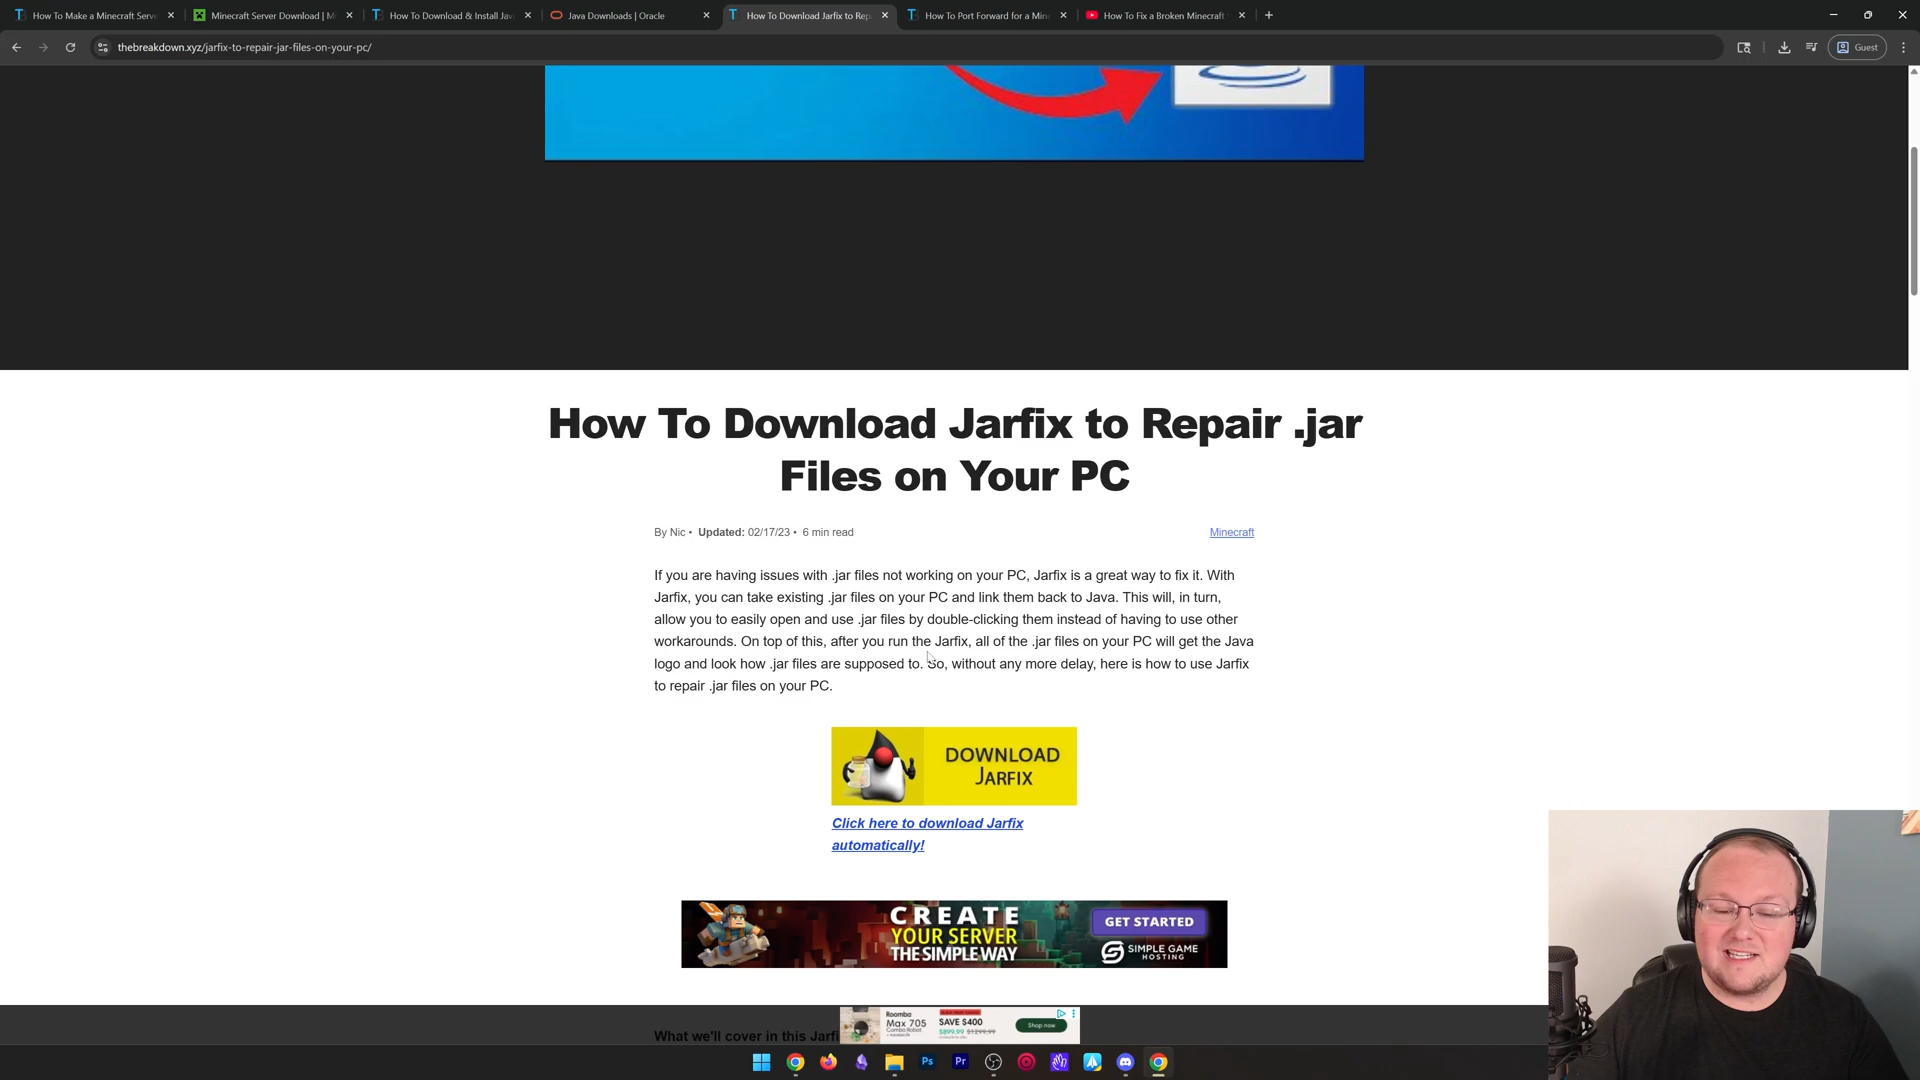 How To Make a Minecraft Serve
Minecraft Server Download | M
How To Download & Install Jav
Java Downloads | Oracle
How To Download Jarfix to Rep
How To Port Forward for a Min
How To Fix a Broken Minecraft
thebreakdown.xyz/jarfix-to-repair-jar-files-on-your-pc/
Guest
How To Download Jarfix to Repair .jar
Files on Your PC
By Nic • Updated: 02/17/23 • 6 min read
Minecraft
If you are having issues with .jar files not working on your PC, Jarfix is a great way to fix it. With
Jarfix, you can take existing .jar files on your PC and link them back to Java. This will, in turn,
allow you to easily open and use .jar files by double-clicking them instead of having to use other
workarounds. On top of this, after you run the Jarfix, all of the .jar files on your PC will get the Java
logo and look how .jar files are supposed to. So, without any more delay, here is how to use Jarfix
to repair .jar files on your PC.
DOWNLOAD
JARFIX
Click here to download Jarfix
automatically!
CREATE
YOUR SERVER
THE SIMPLE WAY
GET STARTED
SIMPLE GAME
HOSTING
What we'll cover in this Jarfi
Roomba
Max 705
Combo Robot
SAVE $400
$899.99 $1299.99
Shop now
Ps
Pr